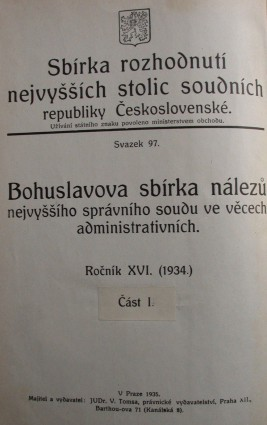 Sbírka rozhodnutí
nejvyšších stolic soudních
republiky Československé.
Užívání státního znaku povoleno ministerstvem obchodu.
Svazek 97.
Bohuslavova sbírka nálezů
nejvyššího správního soudu ve věcech
administrativních.
Ročník XVI. (1934.)
Část I.
V Praze 1935.
Majitel a vydavatel: JUDr. V. Tomsa, právnické vydavatelství, Praha
Barthou-ova 71 (Kanálská 8).